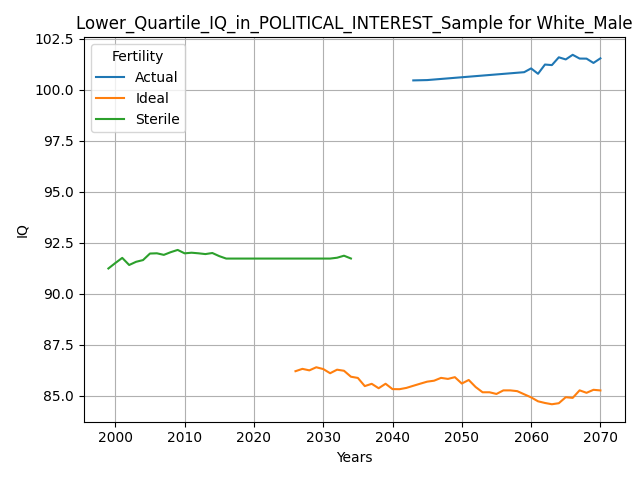 Lower_Quartile_IQ_in_POLITICAL_INTEREST_Sample for White_Male
Fertility
Actual
Ideal
Sterile
102.5
100.0
97.5
95.0
92.5
90.0
87.5
85.0
IQ
2000 2010 2020 2030 2040 2050 2060 2070
Years